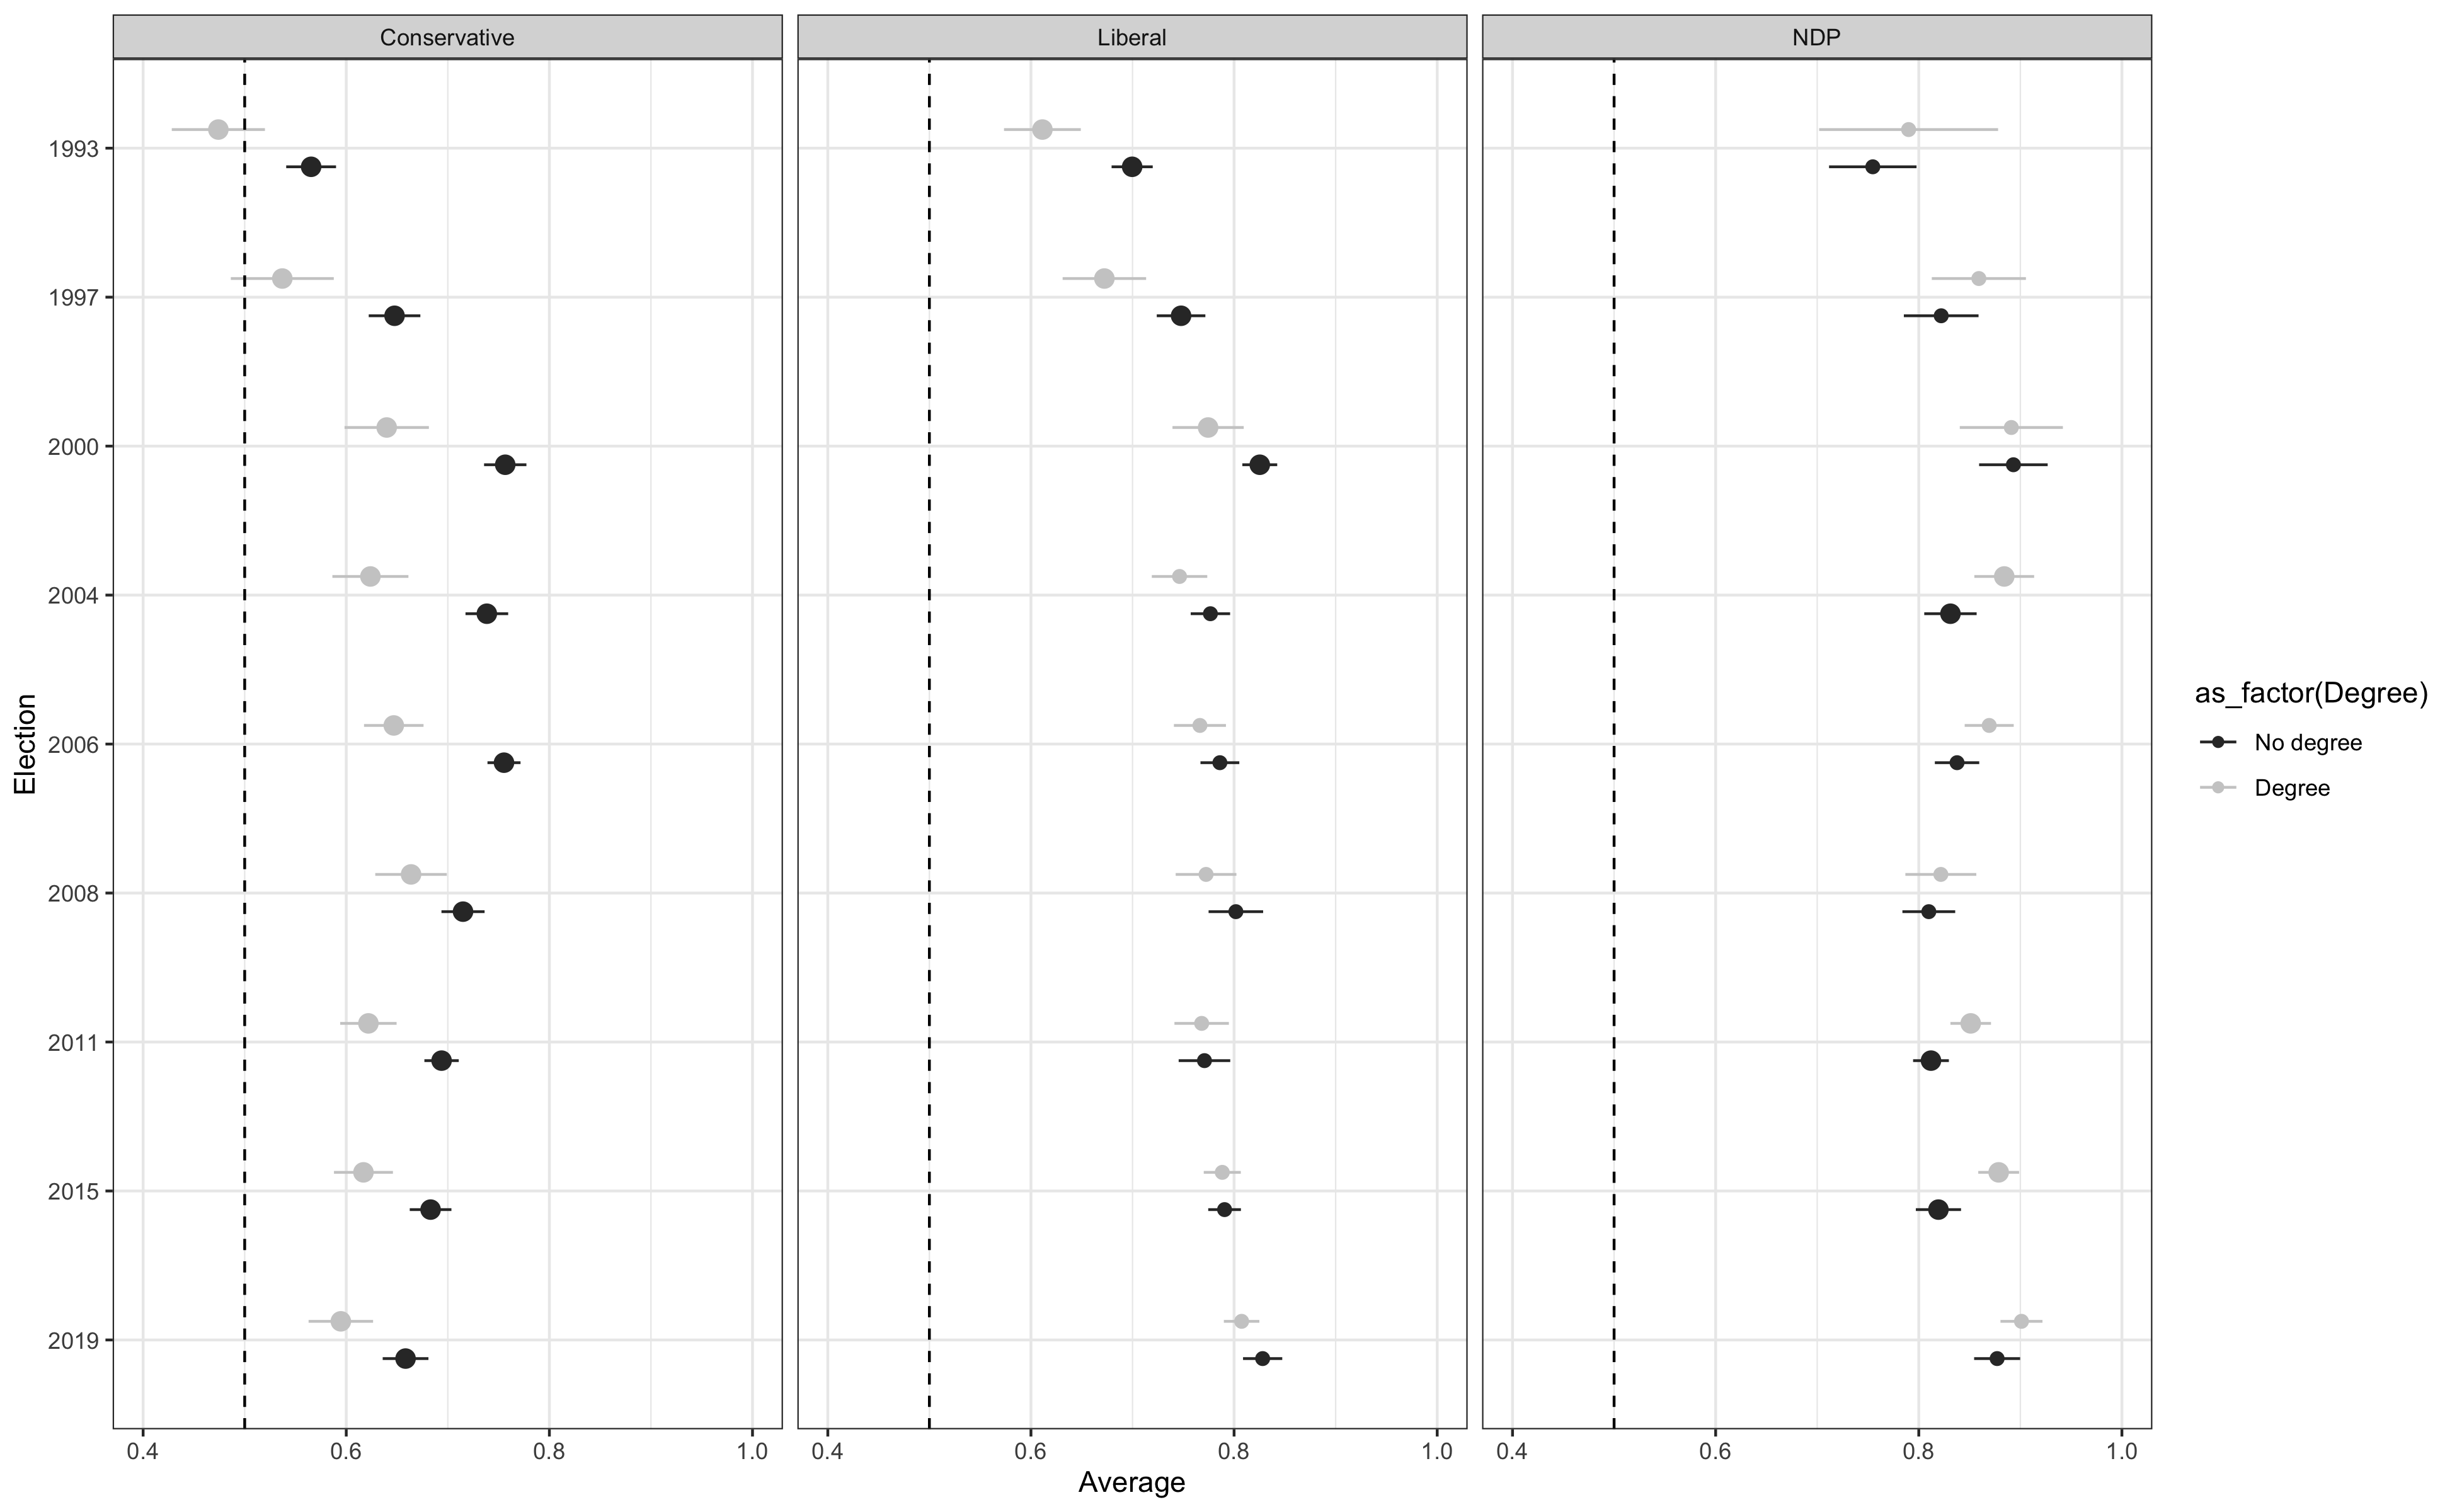 Conservative
Liberal
NDP
1993
1997
2000
2004
2006
2008
2011
2015
2019
Election
0.4 0.6 0.8 1.0
0.4 0.6 0.8 1.0
0.4 0.6 0.8 1.0
Average
as_factor(Degree)
No degree
Degree